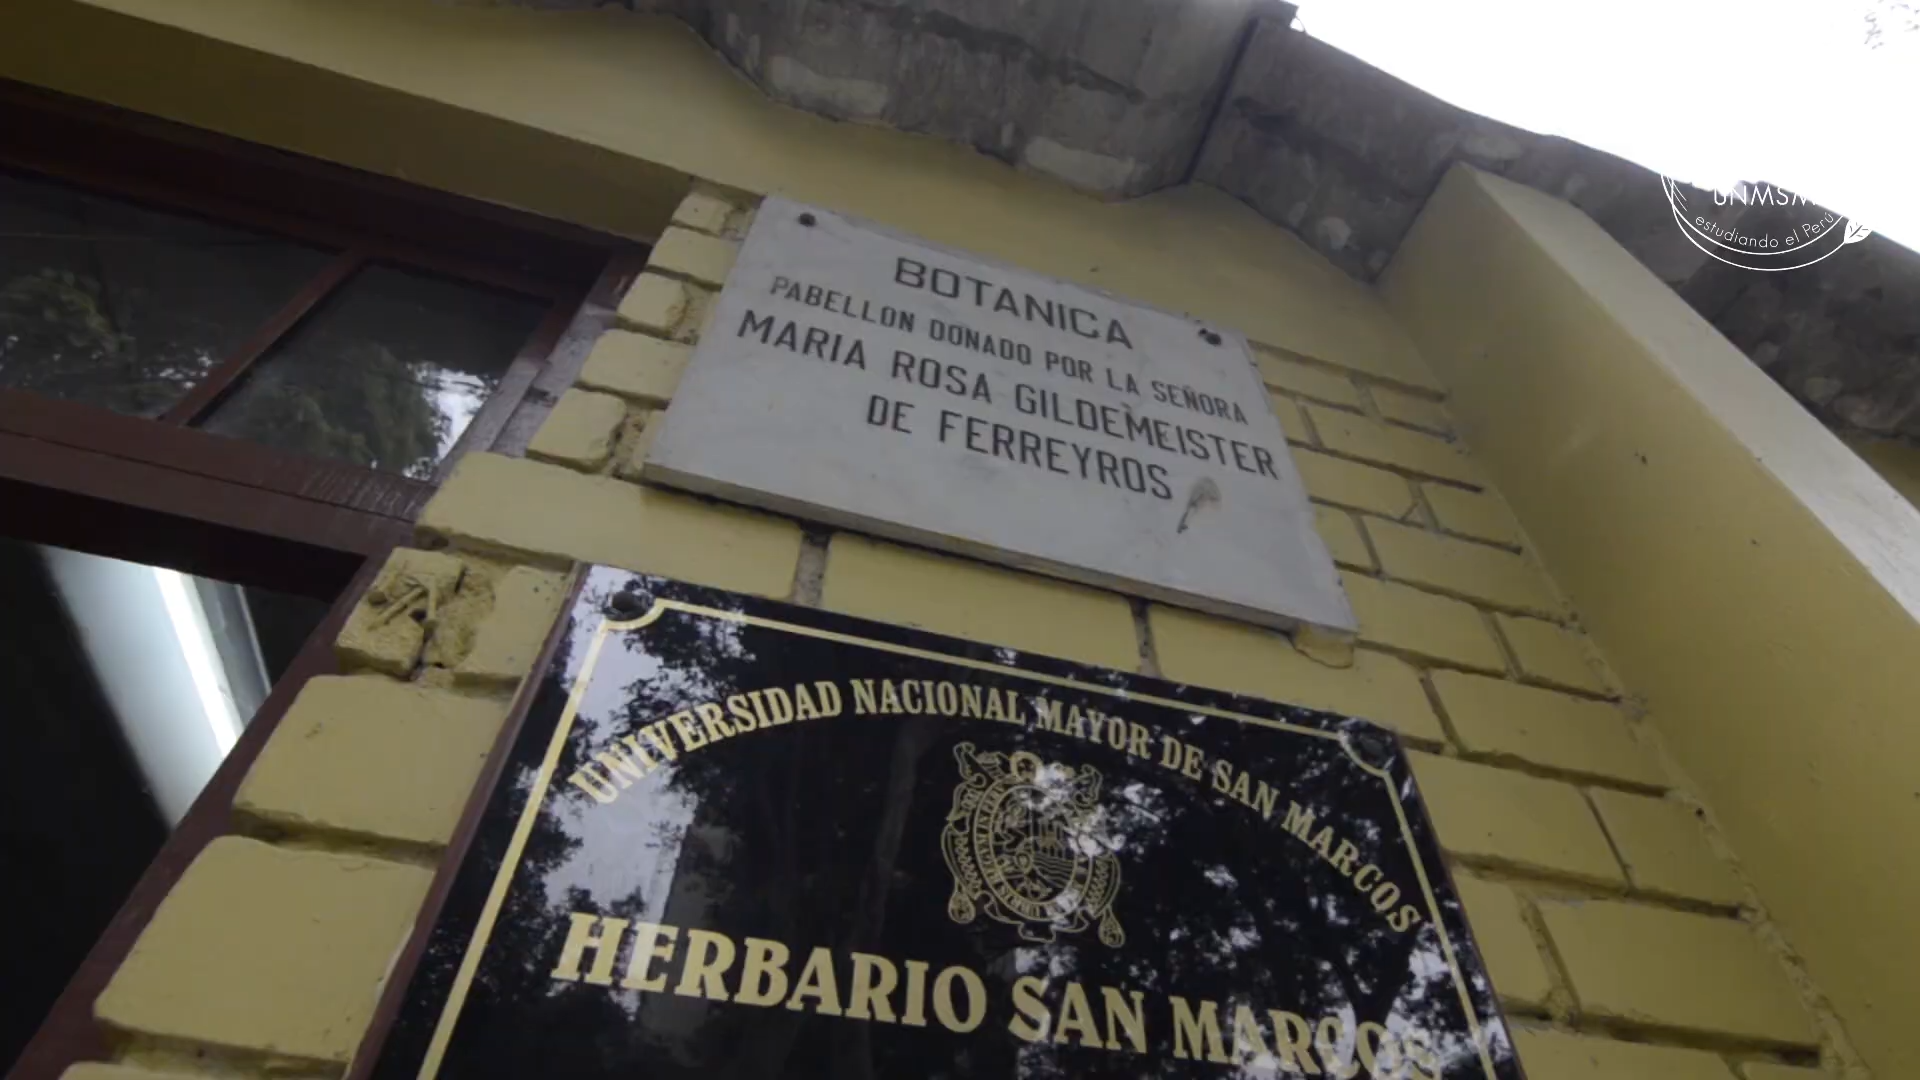 UNMSM
estudiando el Perú
BOTANICA
PABELLON DONADO POR LA SEÑORA
MARIA ROSA GILDEMEISTER
DE FERREYROS
UNIVERSIDAD NACIONAL MAYOR DE SAN MARCOS
HERBARIO SAN MARCOS